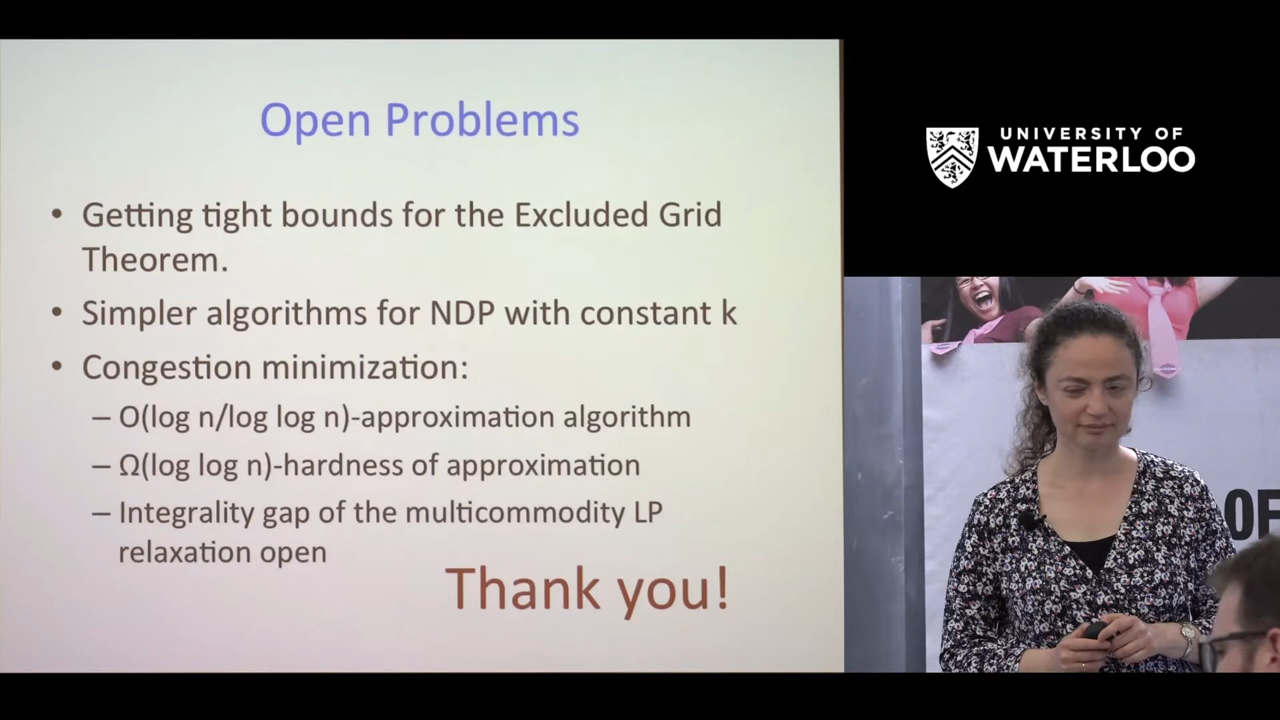 Open Problems
• Getting tight bounds for the Excluded Grid
Theorem.
• Simpler algorithms for NDP with constant k
• Congestion minimization:
– O(log n/log log n)-approximation algorithm
– Ω(log log n)-hardness of approximation
– Integrality gap of the multicommodity LP
relaxation open
Thank you!
UNIVERSITY OF
WATERLOO
OF